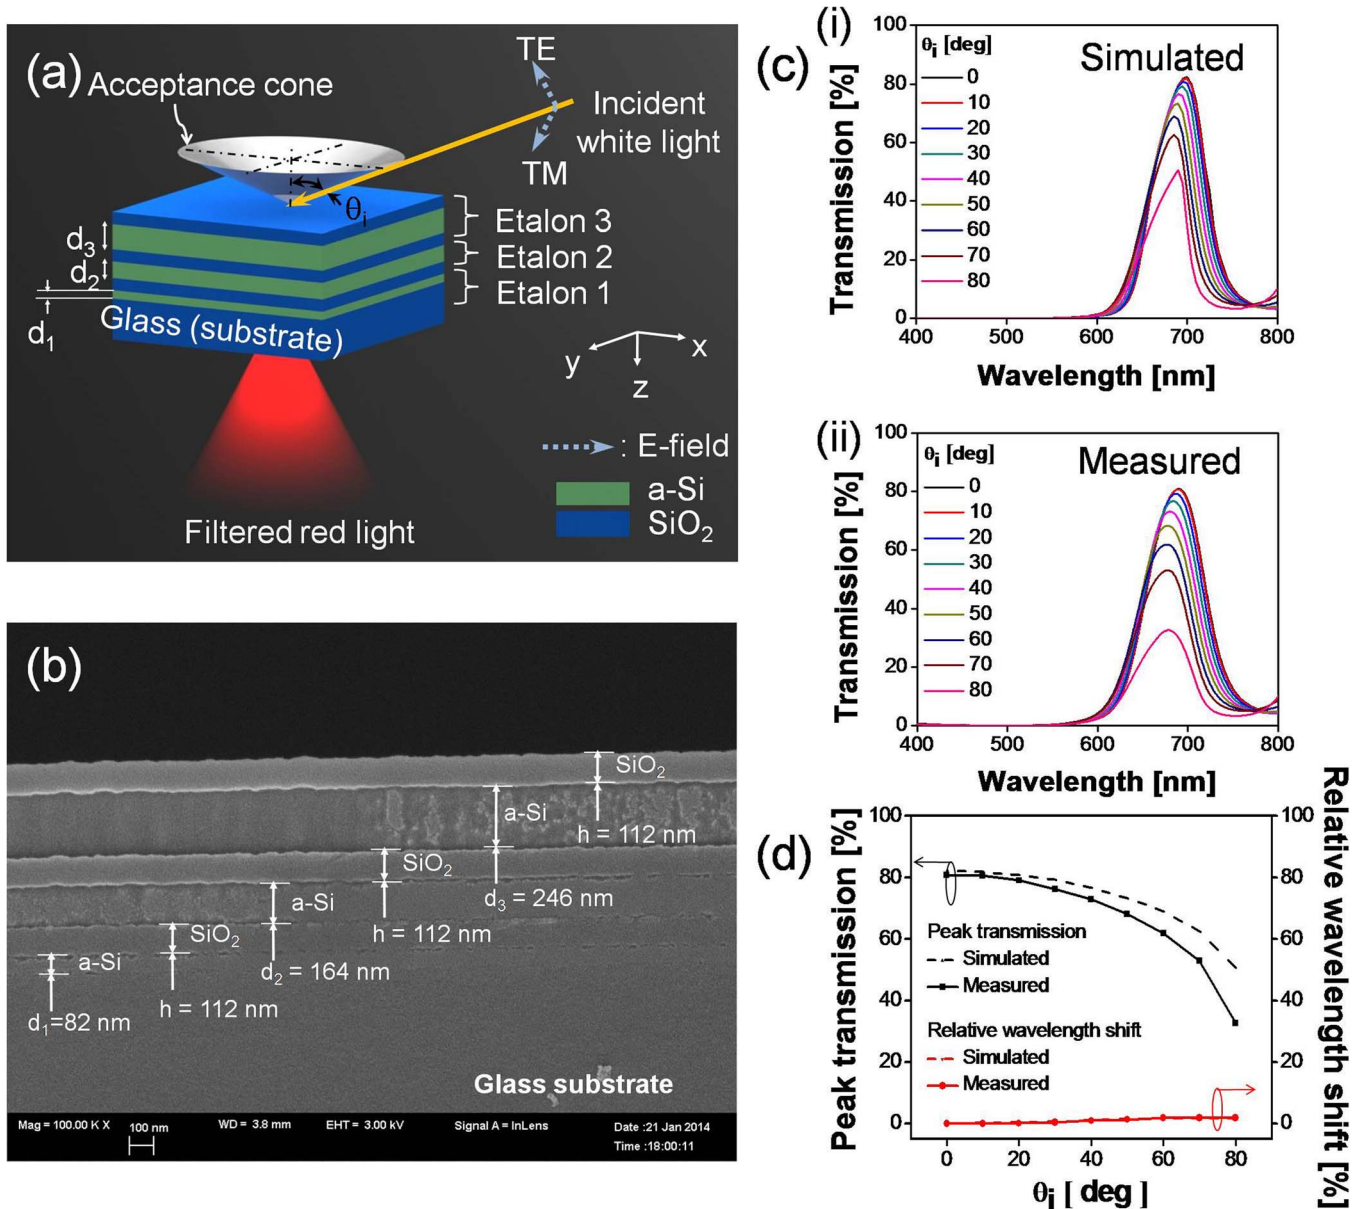 (a)
Acceptance cone
TE
Incident
white light
TM
θi
Etalon 3
Etalon 2
Etalon 1
d3
d2
d1
Glass (substrate)
x
y
z
: E-field
a-Si
SiO2
Filtered red light
(b)
SiO2
a-Si
h = 112 nm
SiO2
d3 = 246 nm
a-Si
h = 112 nm
SiO2
d2 = 164 nm
a-Si
h = 112 nm
d1=82 nm
Glass substrate
Mag = 100.00 K X
100 nm
WD = 3.8 mm
EHT = 3.00 kV
Signal A = InLens
Date :21 Jan 2014
Time :18:00:11
(c)
(i)
Transmission [%]
100
80
60
40
20
0
θi [deg]
0
10
20
30
40
50
60
70
80
Simulated
400 500 600 700 800
Wavelength [nm]
(ii)
Transmission [%]
100
80
60
40
20
0
θi [deg]
0
10
20
30
40
50
60
70
80
Measured
400 500 600 700 800
Wavelength [nm]
(d)
Peak transmission [%]
100
80
60
40
20
0
Peak transmission
Simulated
Measured
Relative wavelength shift
Simulated
Measured
0 20 40 60 80
θi [ deg ]
100
80
60
40
20
0
Relative wavelength shift [%]